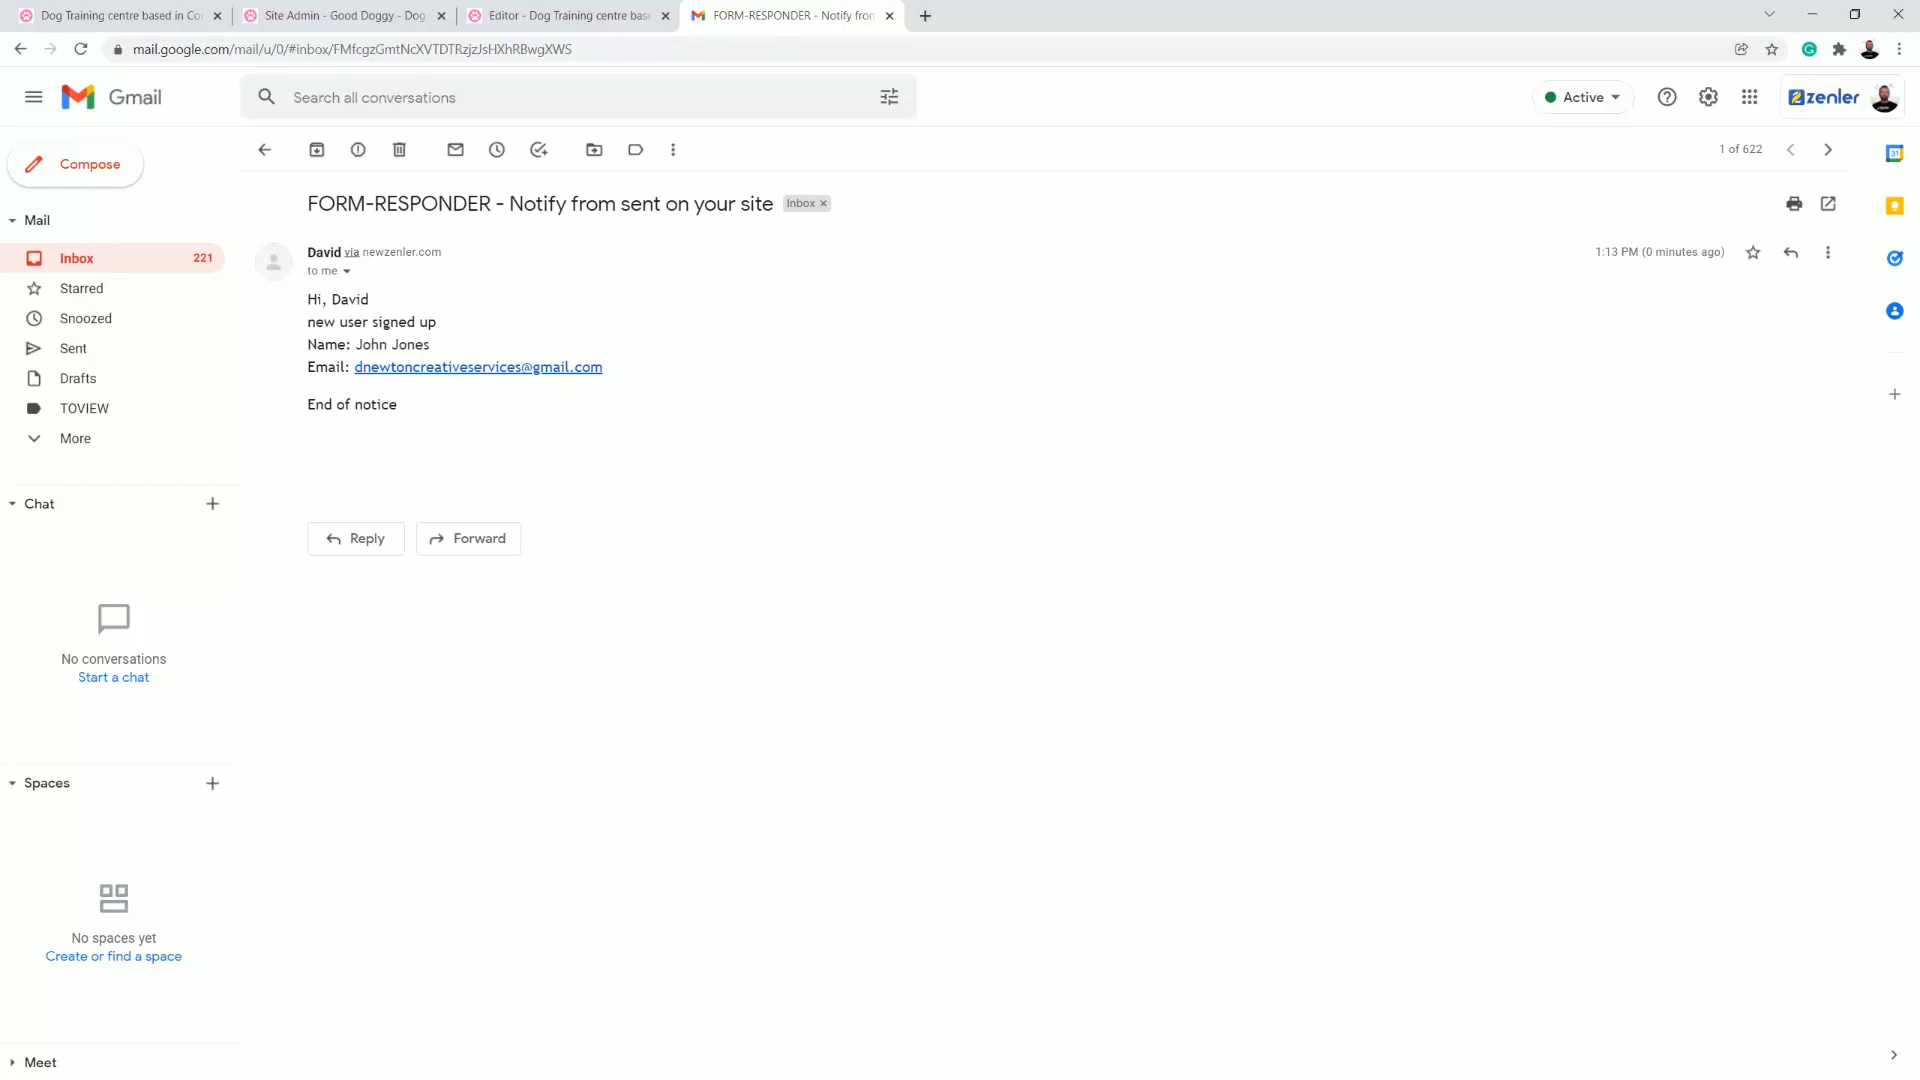 Dog Training centre based in Co
Site Admin - Good Doggy - Dog
Editor - Dog Training centre base
FORM-RESPONDER - Notify from
mail.google.com/mail/u/0/#inbox/FMfcgzGmtNcXVTDTRzjzJsHXhRBwgXWS
Gmail
Search all conversations
Active
zenler
Compose
1 of 622
31
FORM-RESPONDER - Notify from sent on your site
Inbox ×
Mail
Inbox 221
Starred
Snoozed
Sent
Drafts
TOVIEW
More
David via newzenler.com
1:13 PM (0 minutes ago)
to me
Hi, David
new user signed up
Name: John Jones
Email: dnewtoncreativeservices@gmail.com
End of notice
Reply
Forward
Chat
No conversations
Start a chat
Spaces
No spaces yet
Create or find a space
Meet